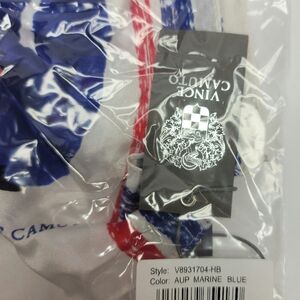 VINCE
CAMUTO
CAMU
Style: V8931704-HB
Color: AUP MARINE BLUE